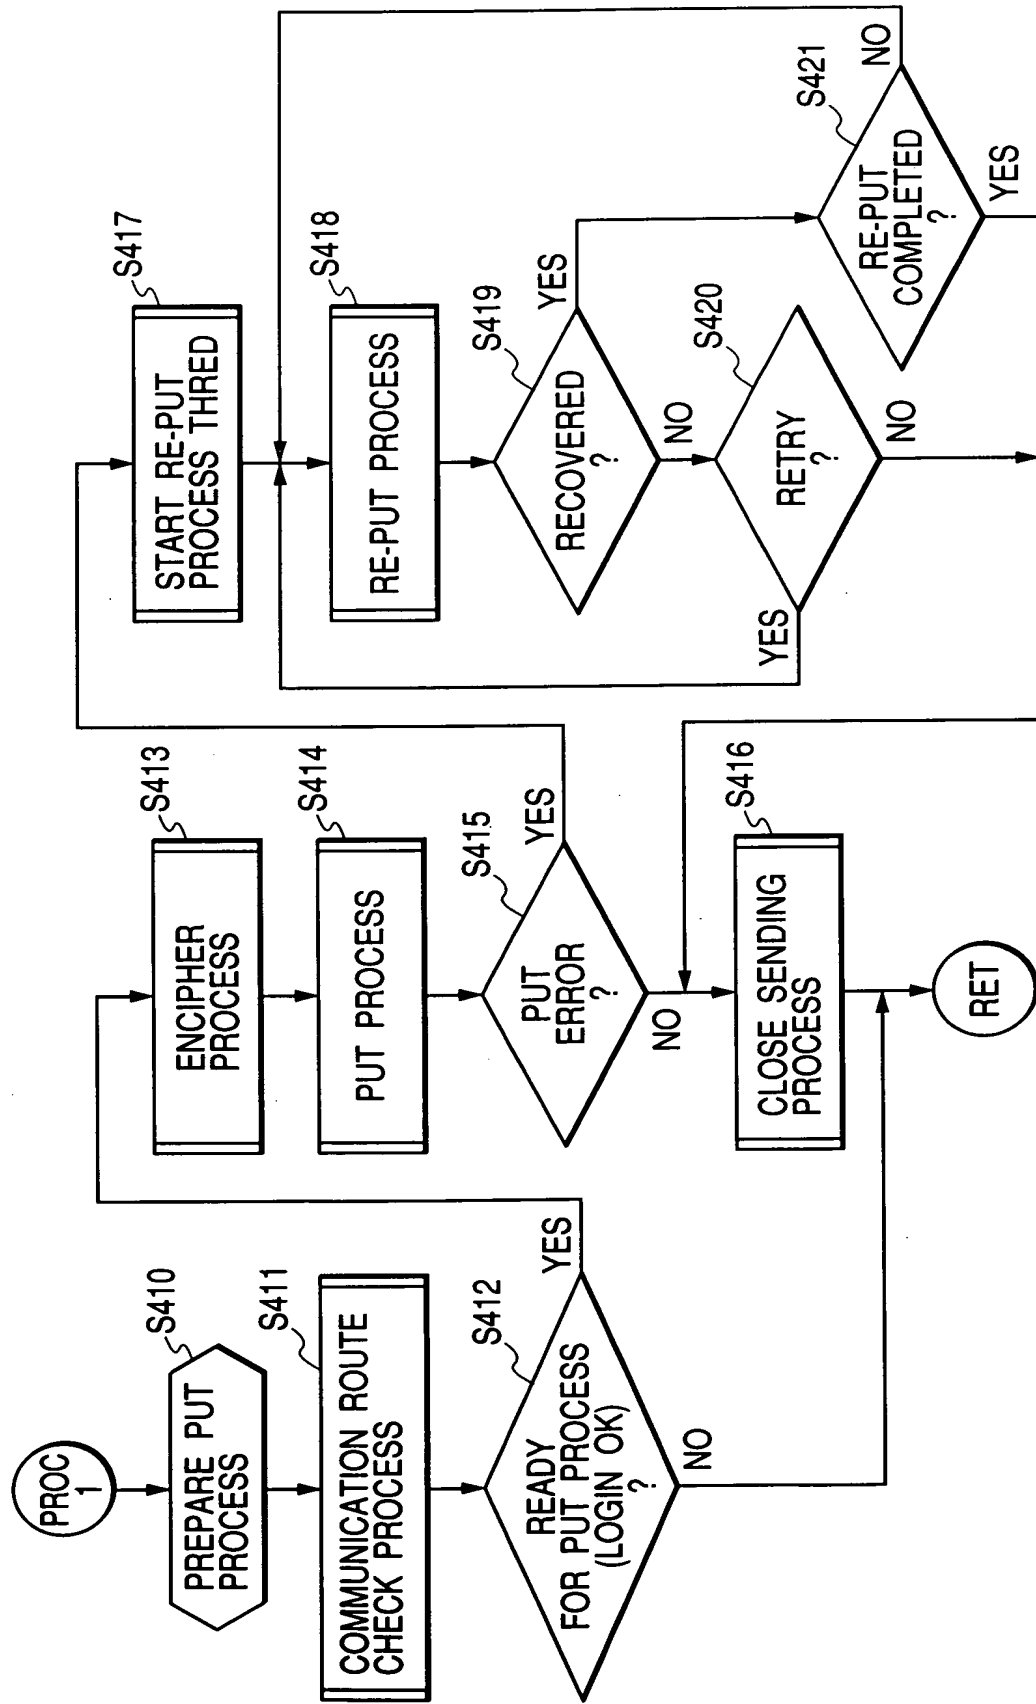 PROC
1
S410
PREPARE PUT
PROCESS
S411
COMMUNICATION ROUTE
CHECK PROCESS
S412
READY
FOR PUT PROCESS
(LOGIN OK)
?
YES
NO
S413
ENCIPHER
PROCESS
S414
PUT PROCESS
S415
PUT
ERROR
?
YES
NO
S416
CLOSE SENDING
PROCESS
RET
S417
START RE-PUT
PROCESS THRED
S418
RE-PUT PROCESS
S419
RECOVERED
?
YES
NO
S420
RETRY
?
YES
NO
S421
RE-PUT
COMPLETED
?
NO
YES